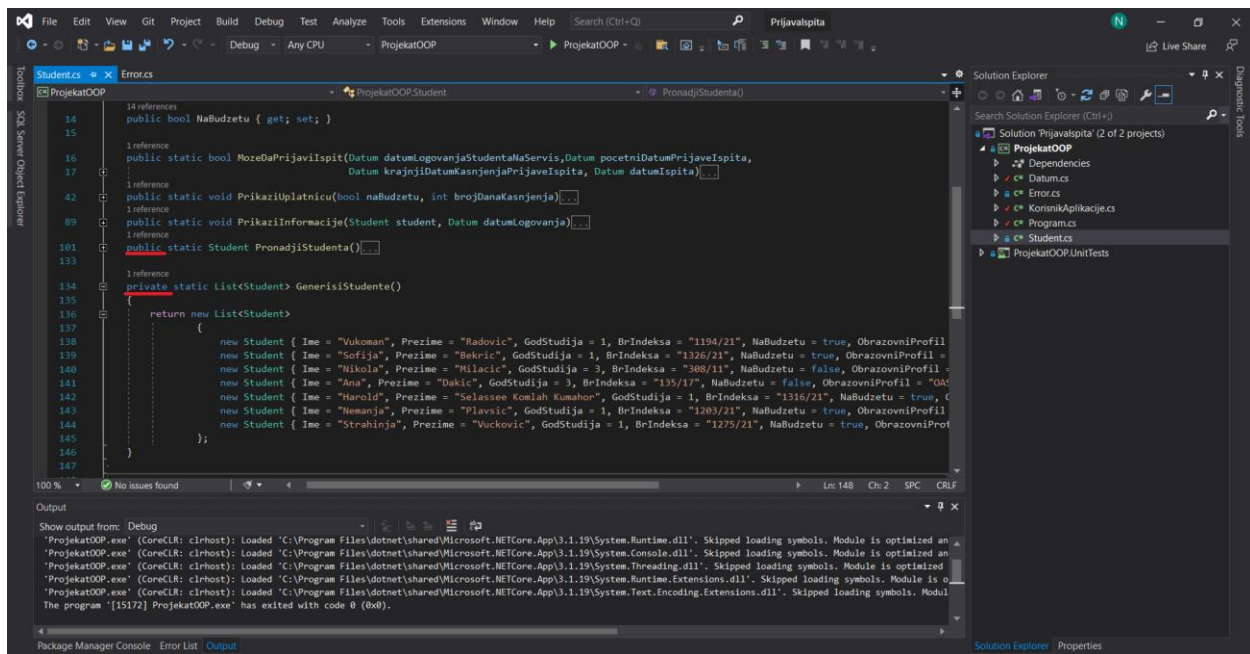 File Edit View Git Project Build Debug Test Analyze Tools Extensions Window Help Search (Ctrl+Q) Prijavalspita N
Debug Any CPU ProjekatOOP ProjekatOOP Live Share
Toolbox
SQL Server Object Explorer
Student.cs Error.cs
ProjekatOOP ProjekatOOP.Student PronadjiStudenta()
14 references
14 public bool NaBudzetu { get; set; }
15
1 reference
16 public static bool MozeDaPrijaviIspit(Datum datumLogovanjaStudentaNaServis,Datum pocetniDatumPrijaveIspita,
17 Datum krajnjiDatumKasnjenjaPrijaveIspita, Datum datumIspita)...
1 reference
42 public static void PrikaziUplatnicu(bool naBudzetu, int brojDanaKasnjenja)...
1 reference
89 public static void PrikaziInformacije(Student student, Datum datumLogovanja)...
1 reference
101 public static Student PronadjiStudenta()...
133
1 reference
134 private static List<Student> GenerisiStudente()
135 {
136 return new List<Student>
137 {
138 new Student { Ime = "Vukoman", Prezime = "Radovic", GodStudija = 1, BrIndeksa = "1194/21", NaBudzetu = true, ObrazovniProfil
139 new Student { Ime = "Sofija", Prezime = "Bekric", GodStudija = 1, BrIndeksa = "1326/21", NaBudzetu = true, ObrazovniProfil =
140 new Student { Ime = "Nikola", Prezime = "Milacic", GodStudija = 3, BrIndeksa = "308/11", NaBudzetu = false, ObrazovniProfil =
141 new Student { Ime = "Ana", Prezime = "Dakic", GodStudija = 3, BrIndeksa = "135/17", NaBudzetu = false, ObrazovniProfil = "OAS
142 new Student { Ime = "Harold", Prezime = "Selassee Komlah Kumahor", GodStudija = 1, BrIndeksa = "1316/21", NaBudzetu = true,
143 new Student { Ime = "Nemanja", Prezime = "Plavsic", GodStudija = 1, BrIndeksa = "1203/21", NaBudzetu = true, ObrazovniProfil
144 new Student { Ime = "Strahinja", Prezime = "Vuckovic", GodStudija = 1, BrIndeksa = "1275/21", NaBudzetu = true, ObrazovniProf
145 };
146 }
147
100 % No issues found Ln: 148 Ch: 2 SPC CRLF
Output
Show output from: Debug
'ProjekatOOP.exe' (CoreCLR: clrhost): Loaded 'C:\Program Files\dotnet\shared\Microsoft.NETCore.App\3.1.19\System.Runtime.dll'. Skipped loading symbols. Module is optimized an
'ProjekatOOP.exe' (CoreCLR: clrhost): Loaded 'C:\Program Files\dotnet\shared\Microsoft.NETCore.App\3.1.19\System.Console.dll'. Skipped loading symbols. Module is optimized an
'ProjekatOOP.exe' (CoreCLR: clrhost): Loaded 'C:\Program Files\dotnet\shared\Microsoft.NETCore.App\3.1.19\System.Threading.dll'. Skipped loading symbols. Module is optimized
'ProjekatOOP.exe' (CoreCLR: clrhost): Loaded 'C:\Program Files\dotnet\shared\Microsoft.NETCore.App\3.1.19\System.Runtime.Extensions.dll'. Skipped loading symbols. Module is o
'ProjekatOOP.exe' (CoreCLR: clrhost): Loaded 'C:\Program Files\dotnet\shared\Microsoft.NETCore.App\3.1.19\System.Text.Encoding.Extensions.dll'. Skipped loading symbols. Modul
The program '[15172] ProjekatOOP.exe' has exited with code 0 (0x0).
Package Manager Console Error List Output
Solution Explorer
Search Solution Explorer (Ctrl+;)
Solution 'Prijavalspita' (2 of 2 projects)
ProjekatOOP
Dependencies
C# Datum.cs
C# Error.cs
C# KorisnikAplikacije.cs
C# Program.cs
C# Student.cs
ProjekatOOP.UnitTests
Solution Explorer Properties
Diagnostic Tools